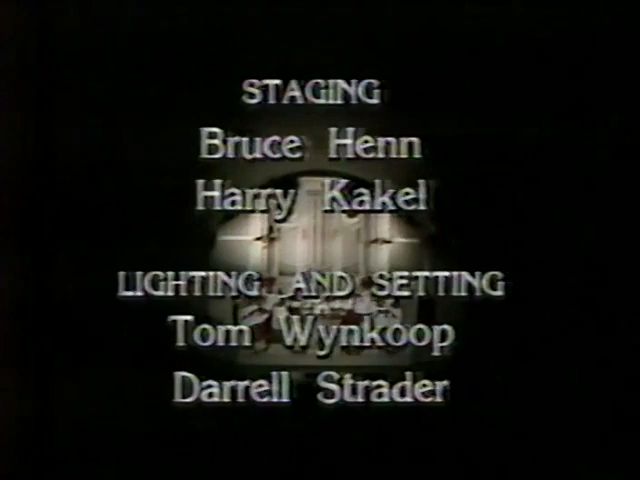 STAGING
Bruce Henn
Harry Kakel
LIGHTING AND SETTING
Tom Wynkoop
Darrell Strader